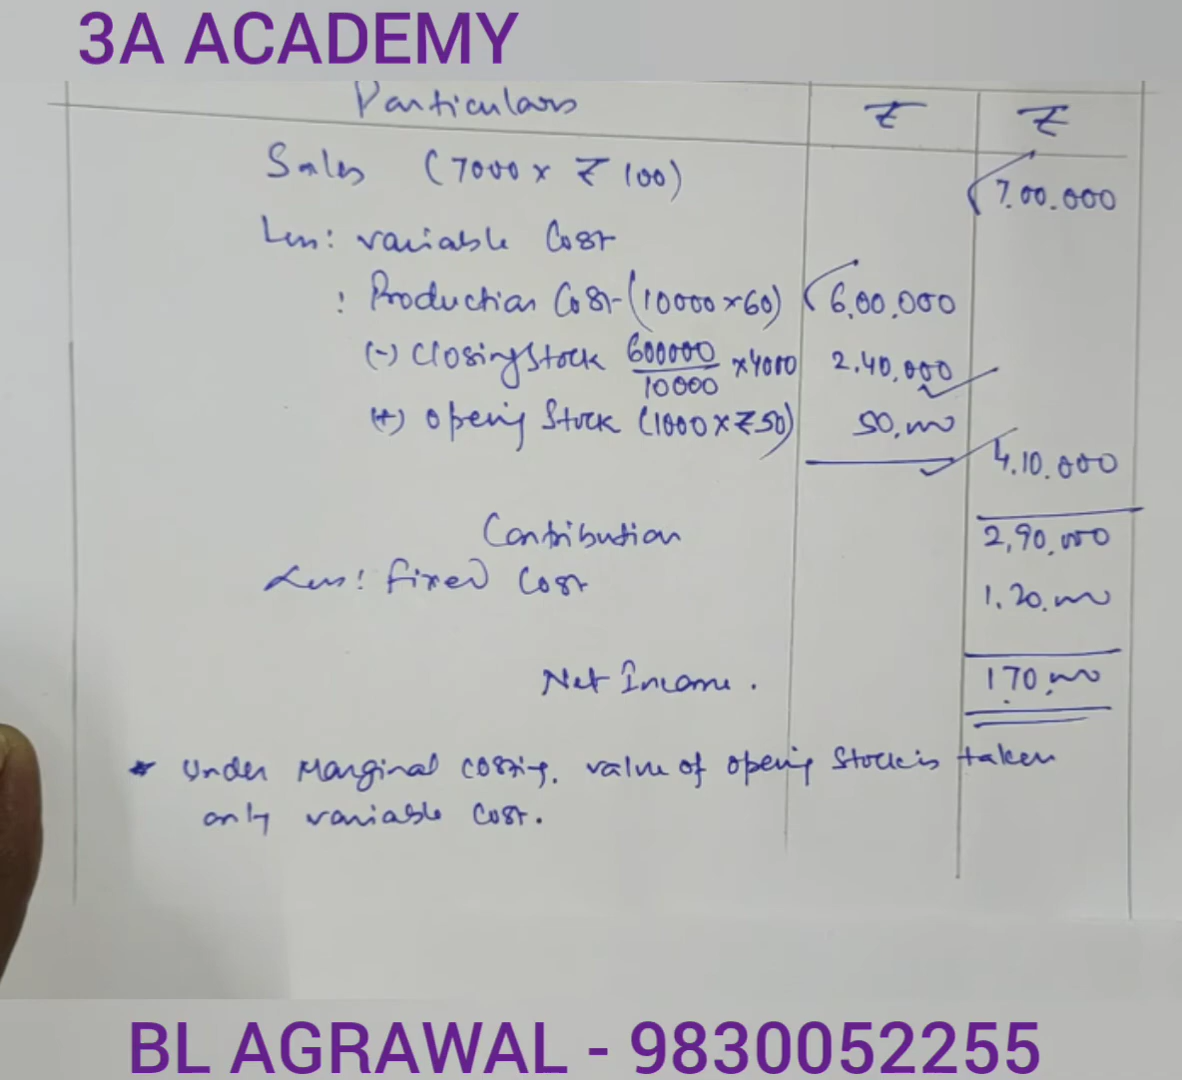 3A ACADEMY
Particulars ₹ ₹
Sales (7000 x ₹ 100) 7,00,000
Less: variable Cost
: Production Cost (10000 x 60) 6,00,000
(-) Closing Stock 600000/10000 x 4000 2,40,000
(+) Opening Stock (1000 x ₹ 50) 50,000
4,10,000
Contribution 2,90,000
Less: fixed Cost 1,20,000
Net Income. 1,70,000
* Under Marginal Costing, value of opening Stock is taken
only variable Cost.
BL AGRAWAL - 9830052255